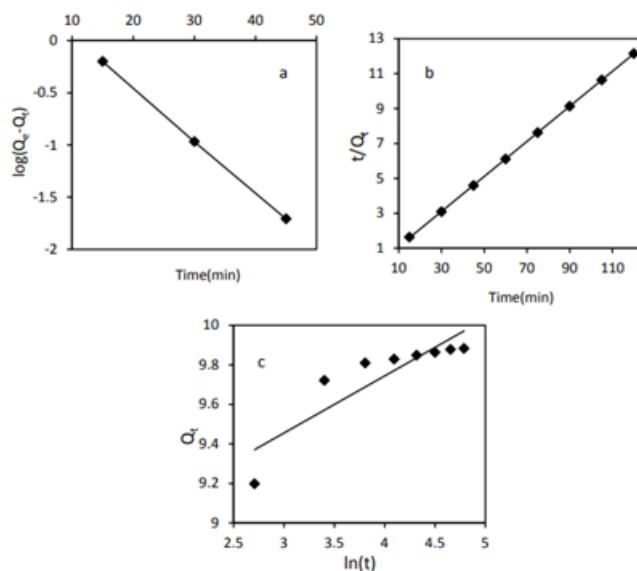 10 20 30 40 50
0
-0.5
-1
-1.5
-2
log(Qe-Qt)
a
Time(min)
13
11
9
7
5
3
1
t/Qt
b
10 30 50 70 90 110
Time(min)
10
9.8
9.6
9.4
9.2
9
Qt
c
2.5 3 3.5 4 4.5 5
ln(t)